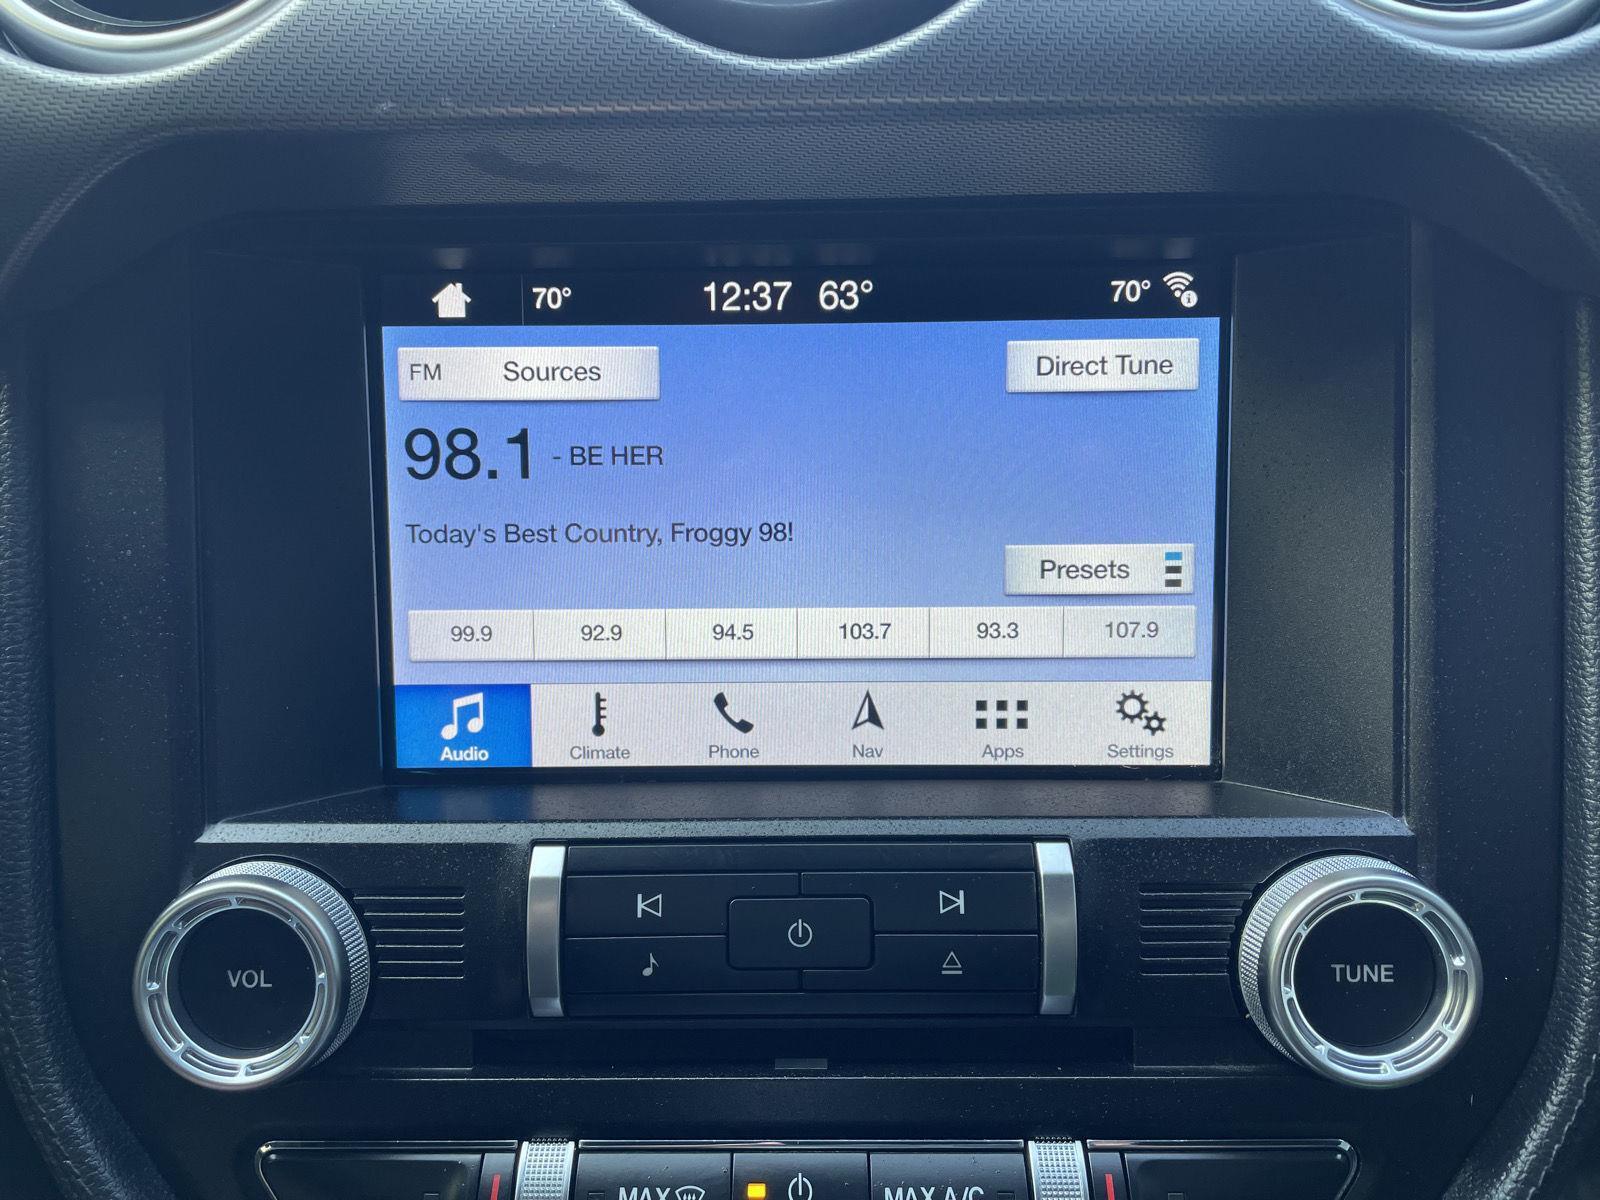 70° 12:37 63° 70°
FM Sources Direct Tune
98.1 - BE HER
Today's Best Country, Froggy 98!
Presets
99.9 92.9 94.5 103.7 93.3 107.9
Audio Climate Phone Nav Apps Settings
VOL TUNE
MAX MAX A/C